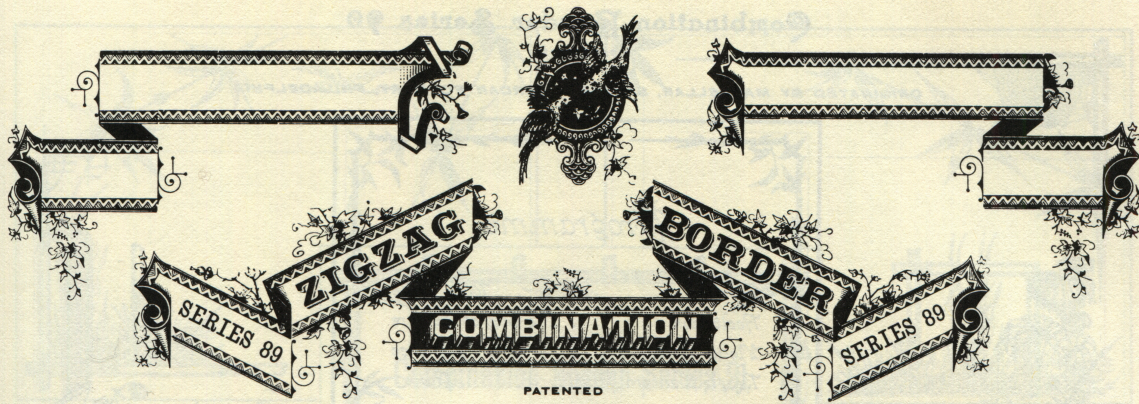 SERIES 89
ZIGZAG
COMBINATION
BORDER
SERIES 89
PATENTED